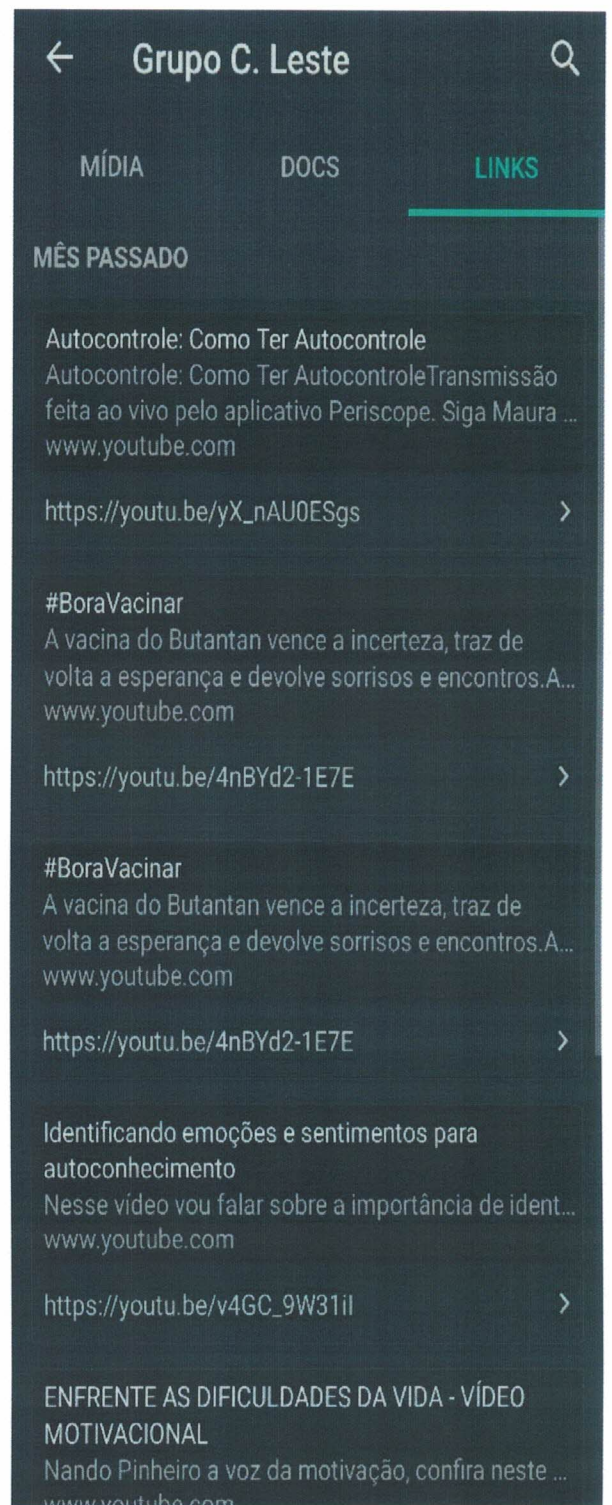 Grupo C. Leste
MÍDIA DOCS LINKS
MÊS PASSADO
Autocontrole: Como Ter Autocontrole
Autocontrole: Como Ter AutocontroleTransmissão
feita ao vivo pelo aplicativo Periscope. Siga Maura ...
www.youtube.com
https://youtu.be/yX_nAU0ESgs
#BoraVacinar
A vacina do Butantan vence a incerteza, traz de
volta a esperança e devolve sorrisos e encontros.A...
www.youtube.com
https://youtu.be/4nBYd2-1E7E
#BoraVacinar
A vacina do Butantan vence a incerteza, traz de
volta a esperança e devolve sorrisos e encontros.A...
www.youtube.com
https://youtu.be/4nBYd2-1E7E
Identificando emoções e sentimentos para
autoconhecimento
Nesse vídeo vou falar sobre a importância de ident...
www.youtube.com
https://youtu.be/v4GC_9W31iI
ENFRENTE AS DIFICULDADES DA VIDA - VÍDEO
MOTIVACIONAL
Nando Pinheiro a voz da motivação, confira neste ...
www.youtube.com